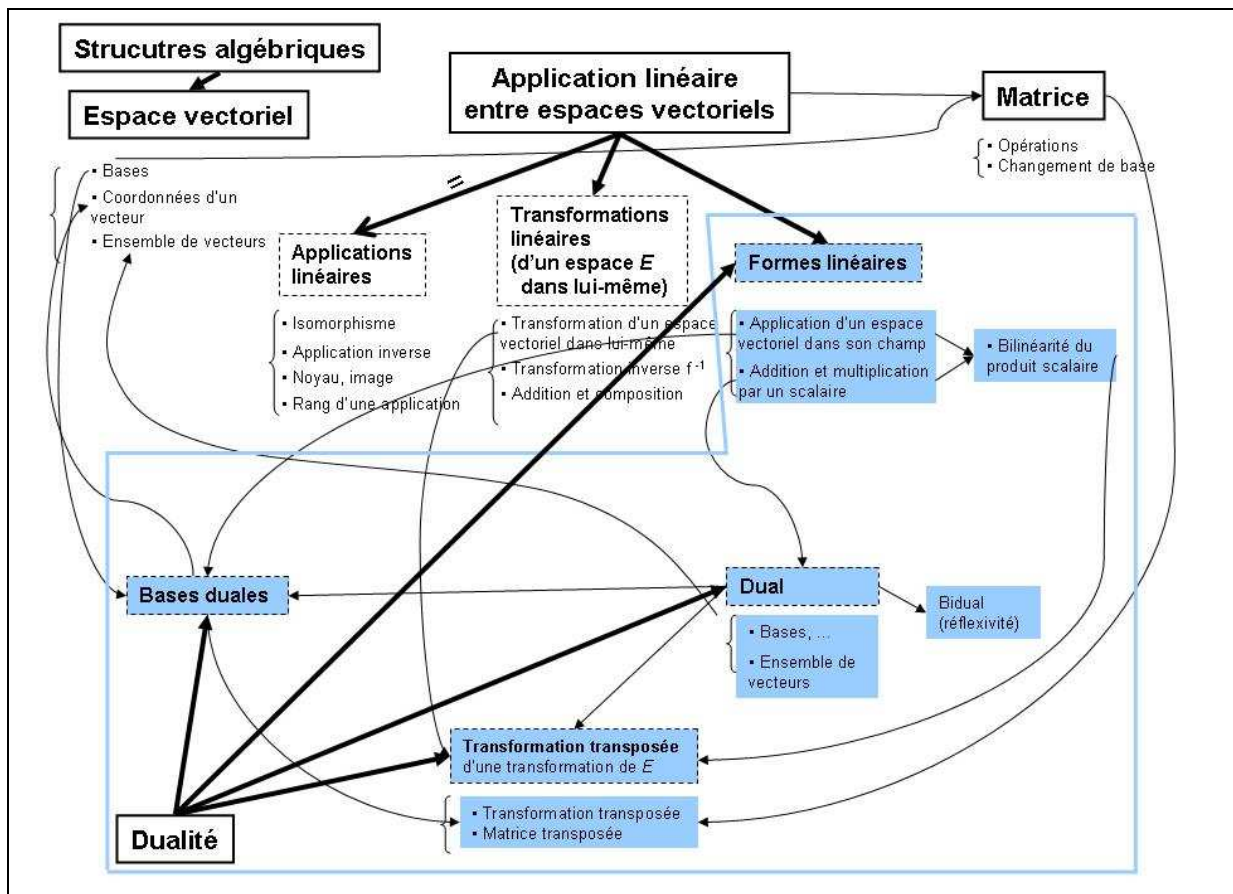 Strucutres algébriques
Espace vectoriel
Application linéaire
entre espaces vectoriels
Matrice
▪ Opérations
▪ Changement de base
▪ Bases
▪ Coordonnées d'un
vecteur
▪ Ensemble de vecteurs
=
Applications
linéaires
▪ Isomorphisme
▪ Application inverse
▪ Noyau, image
▪ Rang d'une application
Transformations
linéaires
(d'un espace E
dans lui-même)
▪ Transformation d'un espace
vectoriel dans lui-même
▪ Transformation inverse f⁻¹
▪ Addition et composition
Formes linéaires
▪ Application d'un espace
vectoriel dans son champ
▪ Addition et multiplication
par un scalaire
▪ Bilinéarité du
produit scalaire
Bases duales
Dual
▪ Bases, ...
▪ Ensemble de
vecteurs
Bidual
(réflexivité)
Transformation transposée
d'une transformation de E
▪ Transformation transposée
▪ Matrice transposée
Dualité